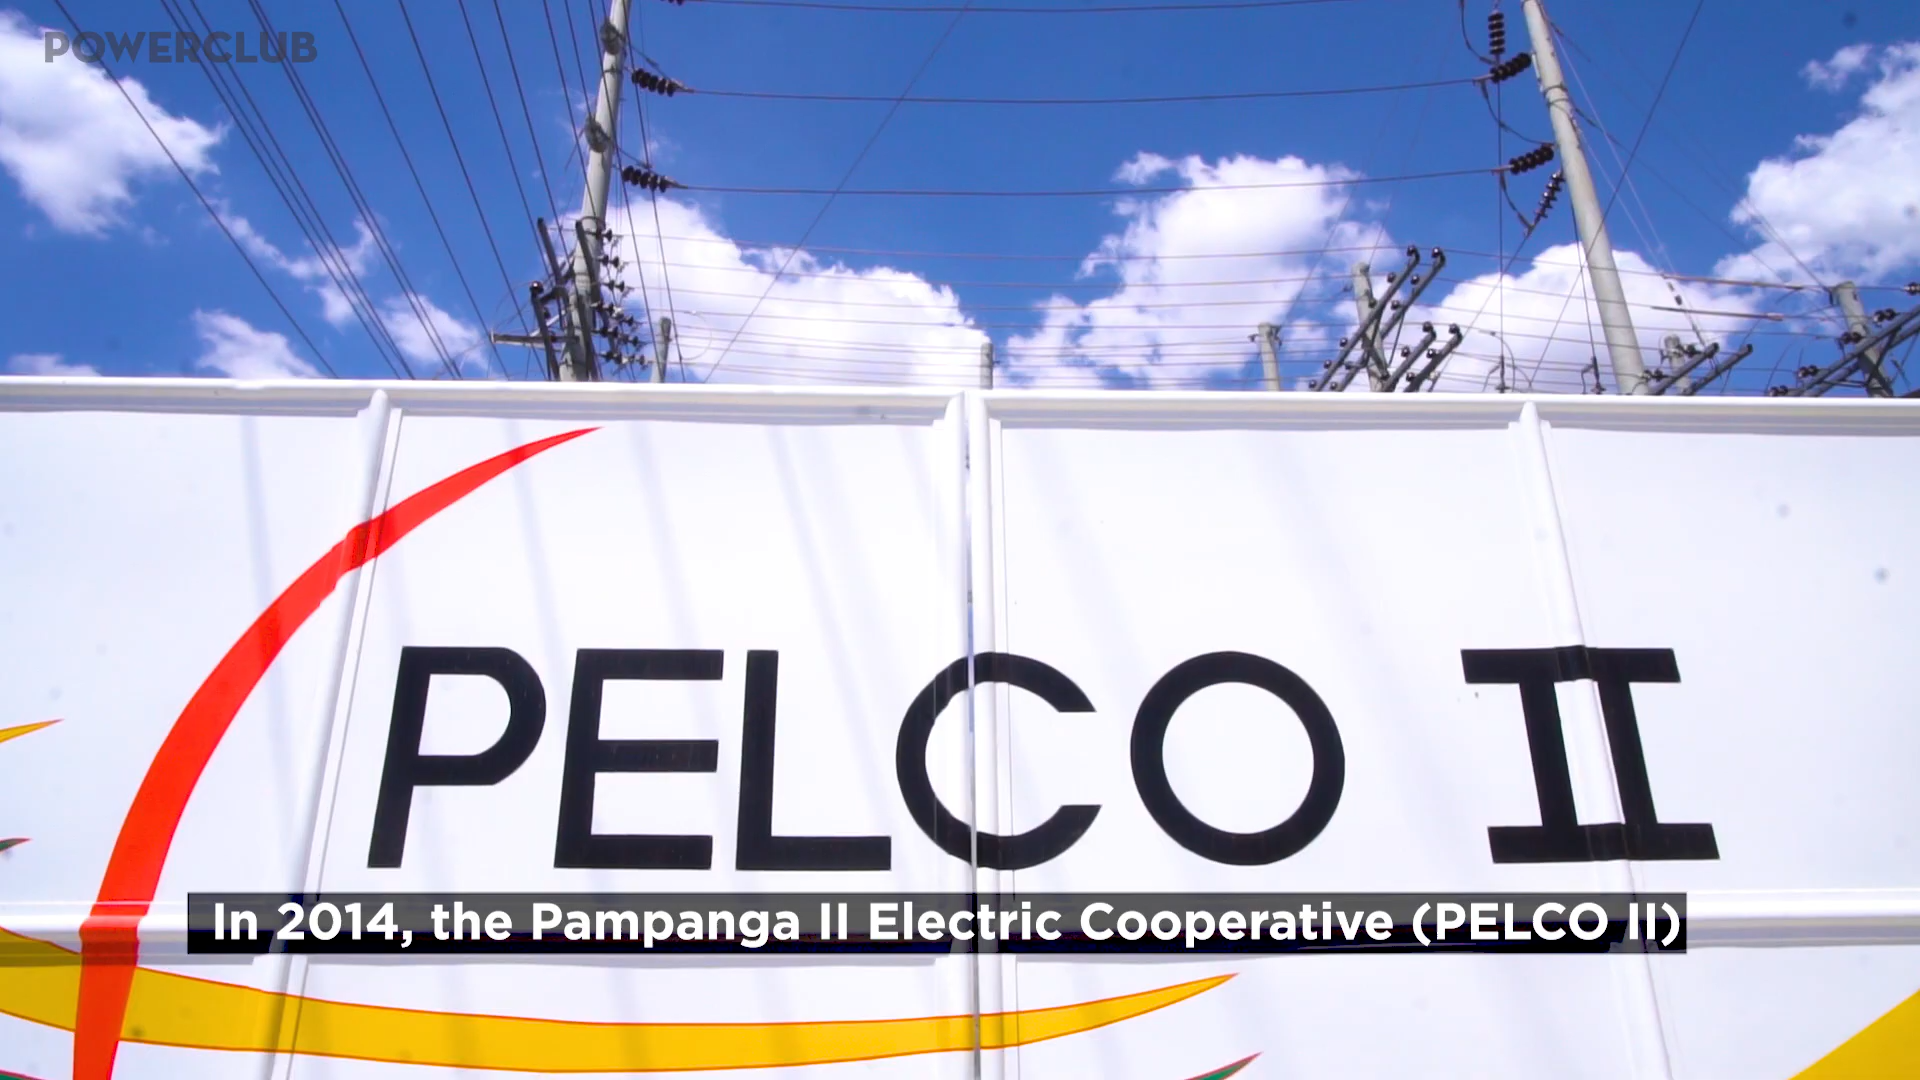 POWERCLUB
PELCO II
In 2014, the Pampanga II Electric Cooperative (PELCO II)